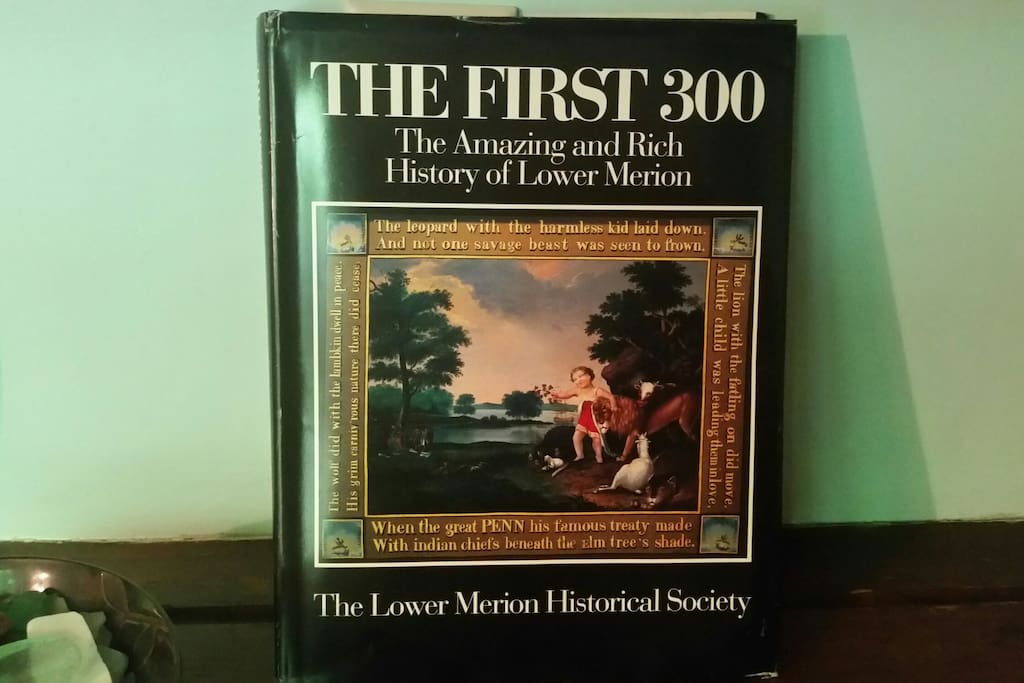 THE FIRST 300
The Amazing and Rich
History of Lower Merion
The leopard with the harmless kid laid down.
And not one savage beast was seen to frown.
The wolf did with the lambkin dwell in peace.
His grim carniv'rous nature there did cease.
The lion with the fatling on did move.
A little child was leading them in love.
When the great PENN his famous treaty made
With indian chiefs beneath the Elm tree's shade.
The Lower Merion Historical Society